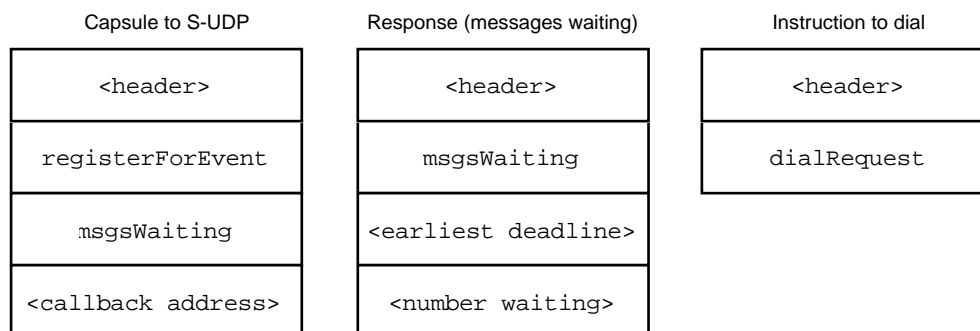 Capsule to S-UDP
<header>
registerForEvent
msgsWaiting
<callback address>
Response (messages waiting)
<header>
msgsWaiting
<earliest deadline>
<number waiting>
Instruction to dial
<header>
dialRequest